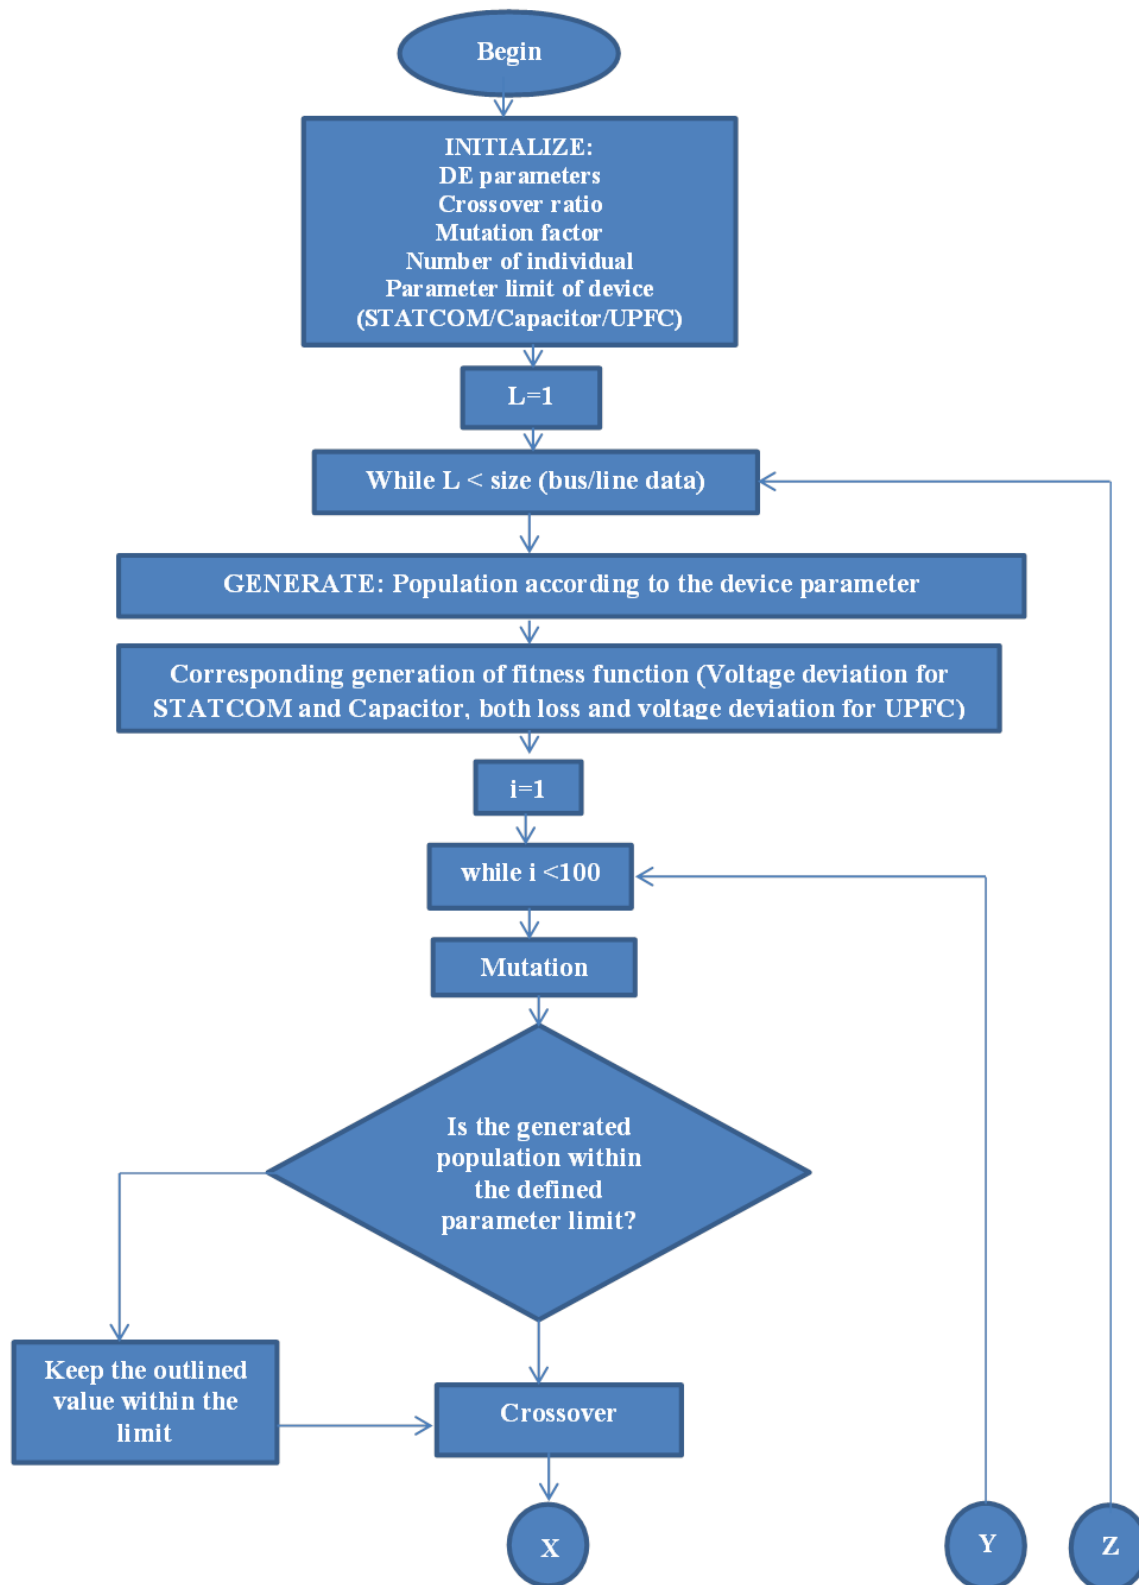 Begin
INITIALIZE:
DE parameters
Crossover ratio
Mutation factor
Number of individual
Parameter limit of device
(STATCOM/Capacitor/UPFC)
L=1
While L < size (bus/line data)
GENERATE: Population according to the device parameter
Corresponding generation of fitness function (Voltage deviation for
STATCOM and Capacitor, both loss and voltage deviation for UPFC)
i=1
while i <100
Mutation
Is the generated
population within
the defined
parameter limit?
Keep the outlined
value within the
limit
Crossover
X
Y
Z